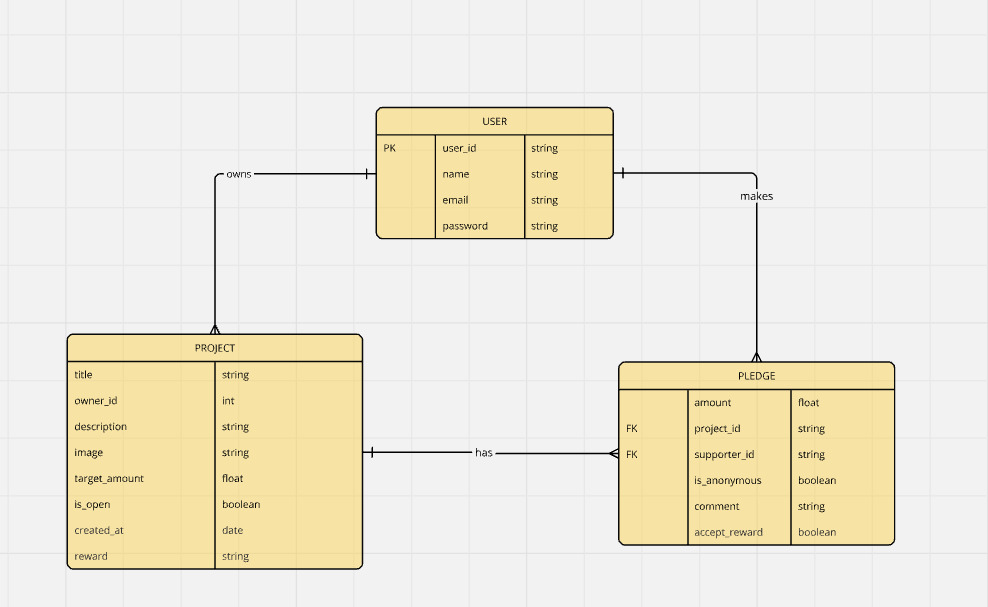 USER
PK user_id string
name string
email string
password string
owns
makes
PROJECT
title string
owner_id int
description string
image string
target_amount float
is_open boolean
created_at date
reward string
has
PLEDGE
amount float
FK project_id string
FK supporter_id string
is_anonymous boolean
comment string
accept_reward boolean